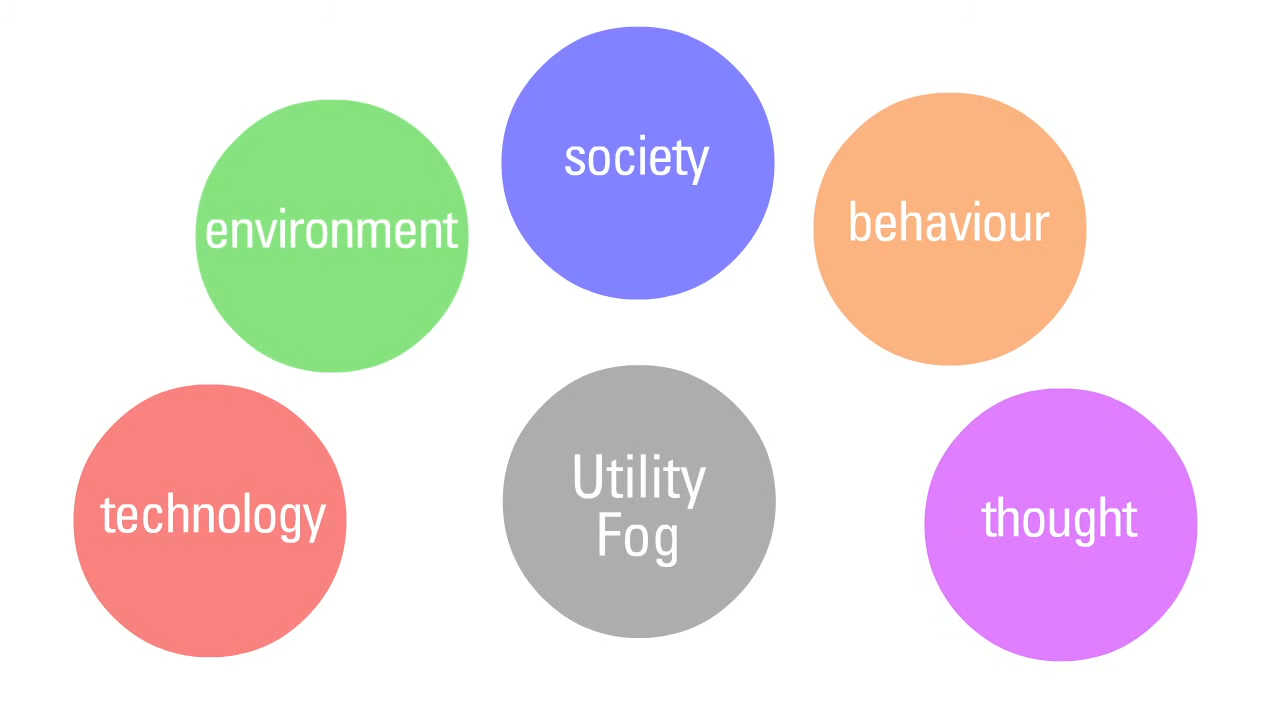 society
environment
behaviour
technology
Utility
Fog
thought